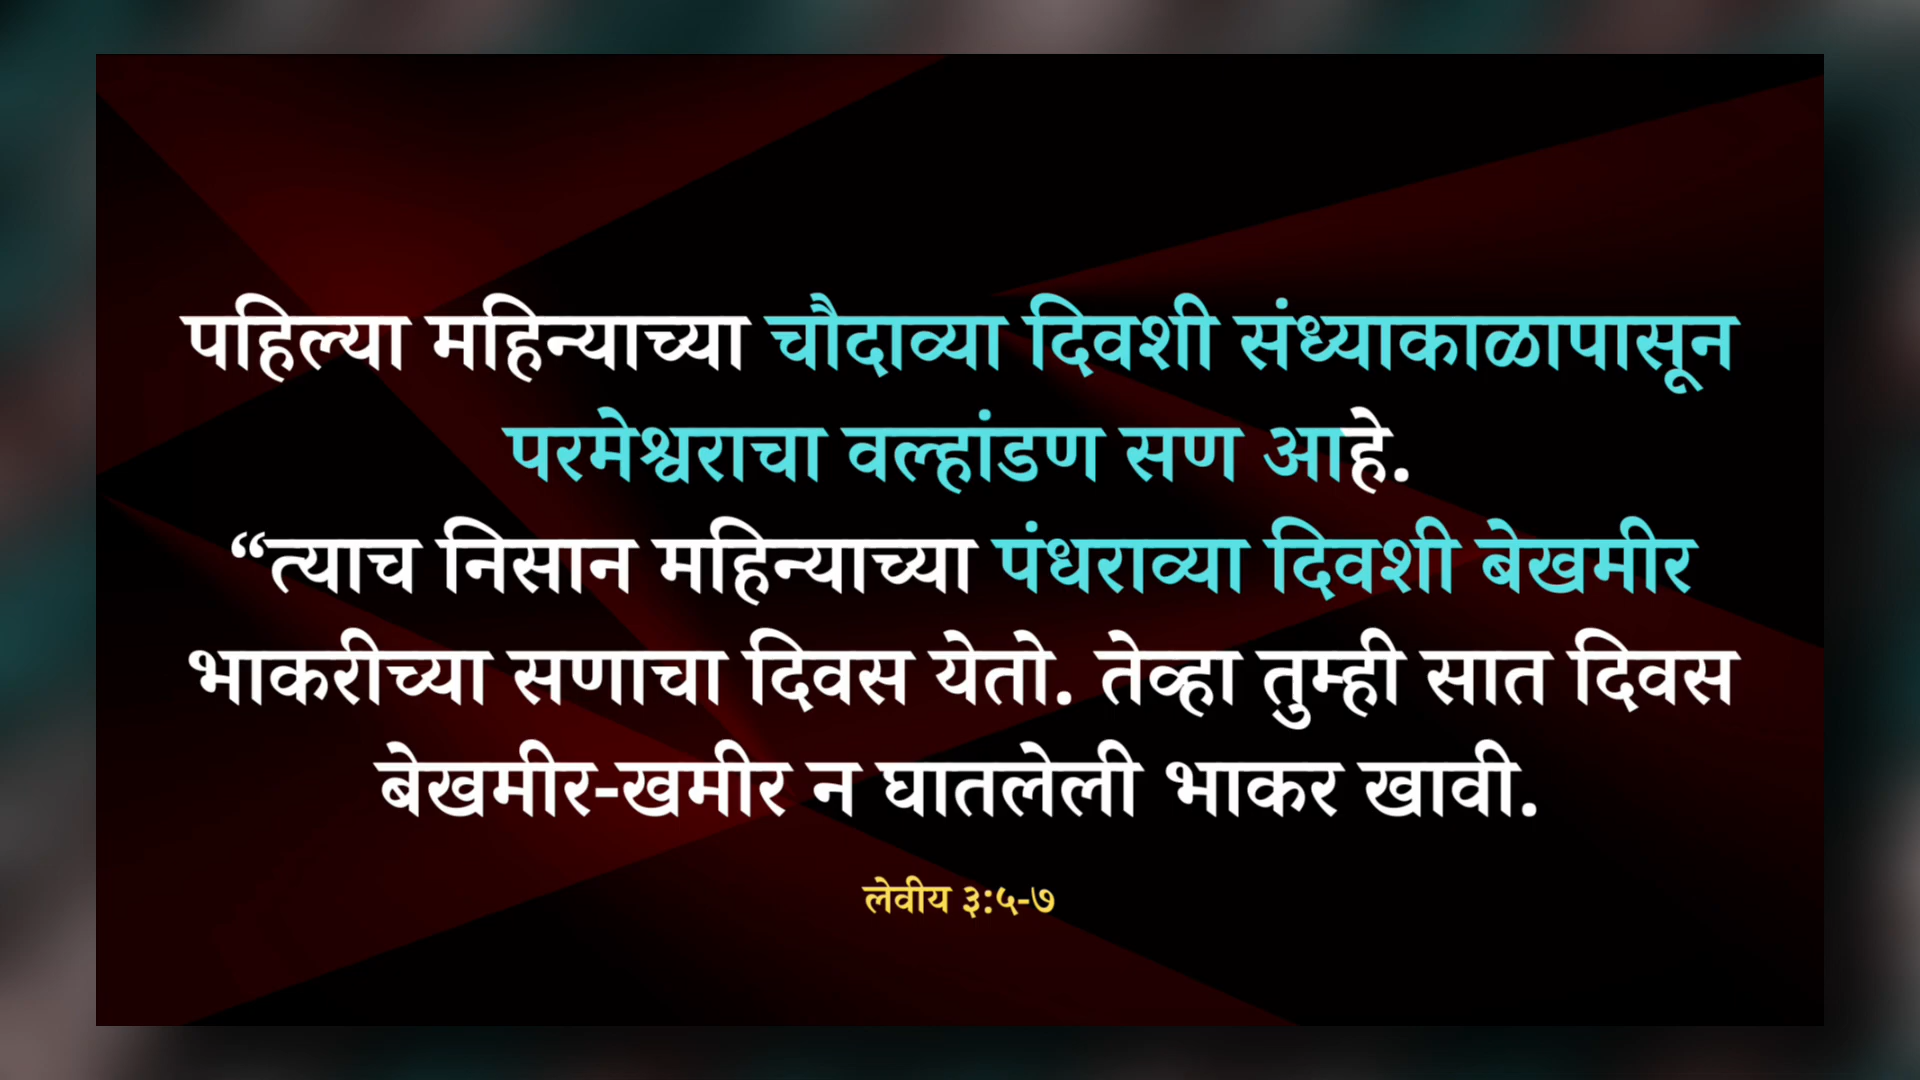 पहिल्या महिन्याच्या चौदाव्या दिवशी संध्याकाळापासून
परमेश्वराचा वल्हांडण सण आहे.
“त्याच निसान महिन्याच्या पंधराव्या दिवशी बेखमीर
भाकरीच्या सणाचा दिवस येतो. तेव्हा तुम्ही सात दिवस
बेखमीर-खमीर न घातलेली भाकर खावी.
लेवीय ३:५-७